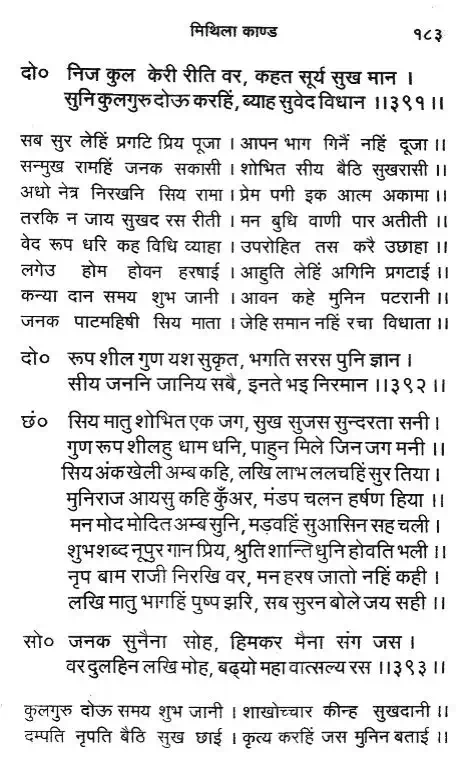 मिथिला काण्ड १८३
दो० निज कुल केरी रीति वर, कहत सूर्य सुख मान ।
सुनि कुलगुरु दोऊ करहिं, ब्याह सुवेद विधान ।।३९१।।
सब सुर लेहिं प्रगटि प्रिय पूजा । आपन भाग गिनैं नहिं दूजा ।।
सन्मुख रामहिं जनक सकासी । शोभित सीय बैठि सुखरासी ।।
अधो नेत्र निरखनि सिय रामा । प्रेम पगी इक आत्म अकामा ।।
तरकि न जाय सुखद रस रीती । मन बुधि वाणी पार अतीती ।।
वेद रूप धरि कह विधि व्याहा । उपरोहित तस करै उछाहा ।।
लगेउ होम होवन हरषाई । आहुति लेहिं अगिनि प्रगटाई ।।
कन्या दान समय शुभ जानी । आवन कहे मुनिन पटरानी ।।
जनक पाटमहिषी सिय माता । जेहि समान नहिं रचा विधाता ।।
दो० रूप शील गुण यश सुकृत, भगति सरस पुनि ज्ञान ।
सीय जननि जानिय सबै, इनते भइ निरमान ।।३९२।।
छं० सिय मातु शोभित एक जग, सुख सुजस सुन्दरता सनी ।
गुण रूप शीलहु धाम धनि, पाहुन मिले जिन जग मनी ।।
सिय अंक खेली अम्ब कहि, लखि लाभ ललचहिं सुर तिया ।
मुनिराज आयसु कहि कुँअर, मंडप चलन हर्षण हिया ।।
मन मोद मोदित अम्ब सुनि, मड़वहिं सुआसिन सह चली ।
शुभ शब्द नूपुर गान प्रिय, श्रुति शान्ति धुनि होवति भली ।।
नृप बाम राजी निरखि वर, मन हरष जातो नहिं कही ।
लखि मातु भागहिं पुष्प झरि, सब सुरन बोले जय सही ।।
सो० जनक सुनैना सोह, हिमकर मैना संग जस ।
वर दुलहिन लखि मोह, बढ्यो महा वात्सल्य रस ।।३९३।।
कुलगुरु दोऊ समय शुभ जानी । शाखोच्चार कीन्ह सुखदानी ।।
दम्पति नृपति बैठि सुख छाई । कृत्य करहिं जस मुनिन बताई ।।